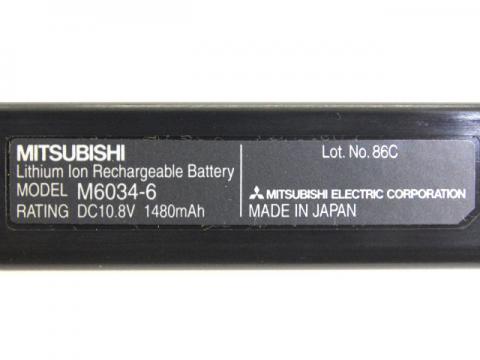 MITSUBISHI
Lithium Ion Rechargeable Battery
MODEL M6034-6
RATING DC10.8V 1480mAh
Lot. No. 86C
MITSUBISHI ELECTRIC CORPORATION
MADE IN JAPAN